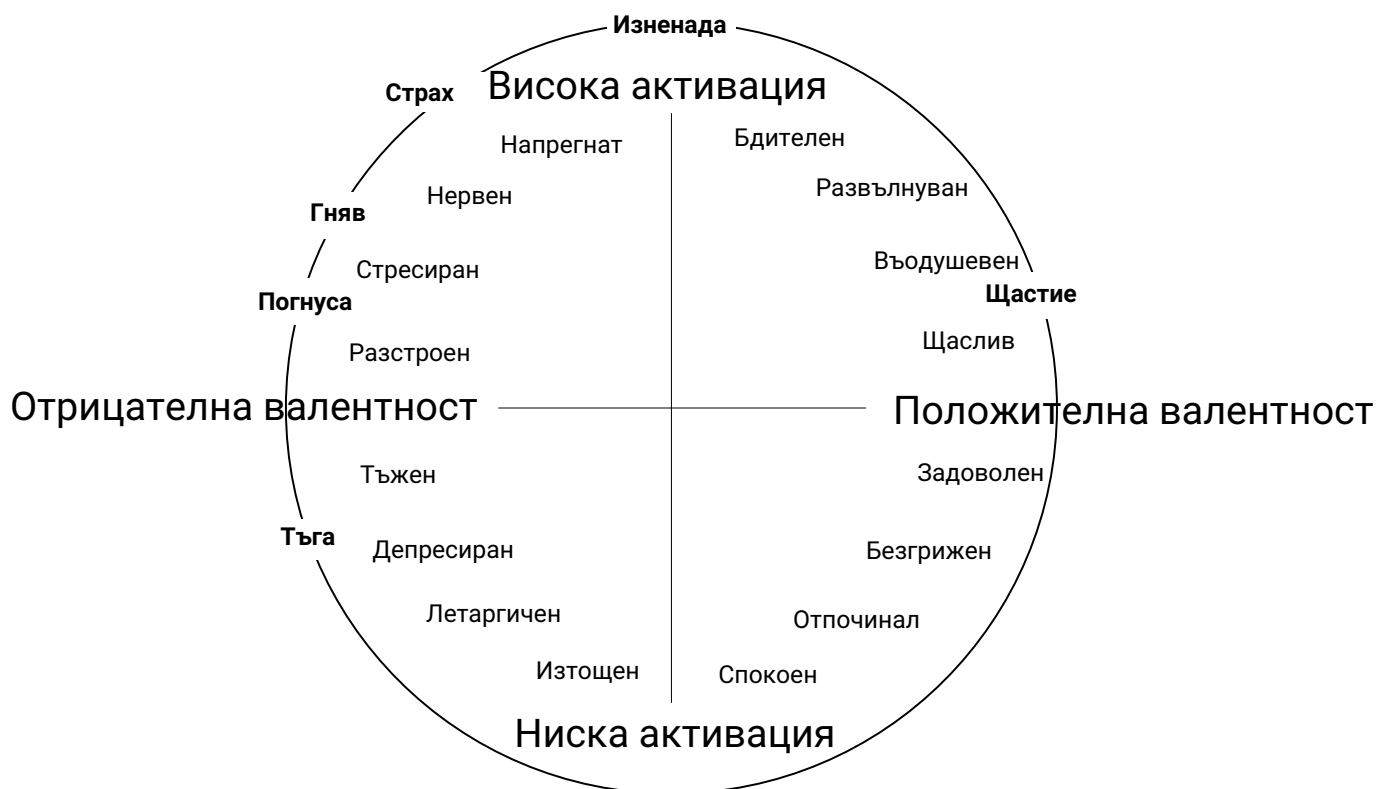 Изненада
Страх
Висока активация
Напрегнат
Бдителен
Нервен
Развълнуван
Гняв
Стресиран
Въодушевен
Погнуса
Щастие
Разстроен
Щаслив
Отрицателна валентност
Положителна валентност
Тъжен
Задоволен
Тъга
Депресиран
Безгрижен
Летаргичен
Отпочинал
Изтощен
Спокоен
Ниска активация